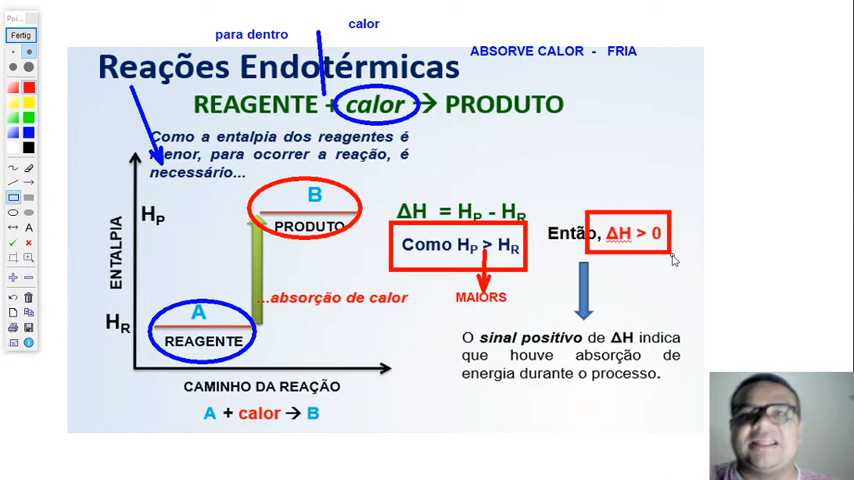 Poi...
Fertig
para dentro
calor
ABSORVE CALOR - FRIA
Reações Endotérmicas
REAGENTE + calor → PRODUTO
Como a entalpia dos reagentes é
menor, para ocorrer a reação, é
necessário...
HP
B
PRODUTO
ΔH = HP - HR
Como HP > HR
Então, ΔH > 0
ENTALPIA
...absorção de calor
MAIORS
A
HR
REAGENTE
O sinal positivo de ΔH indica
que houve absorção de
energia durante o processo.
CAMINHO DA REAÇÃO
A + calor → B